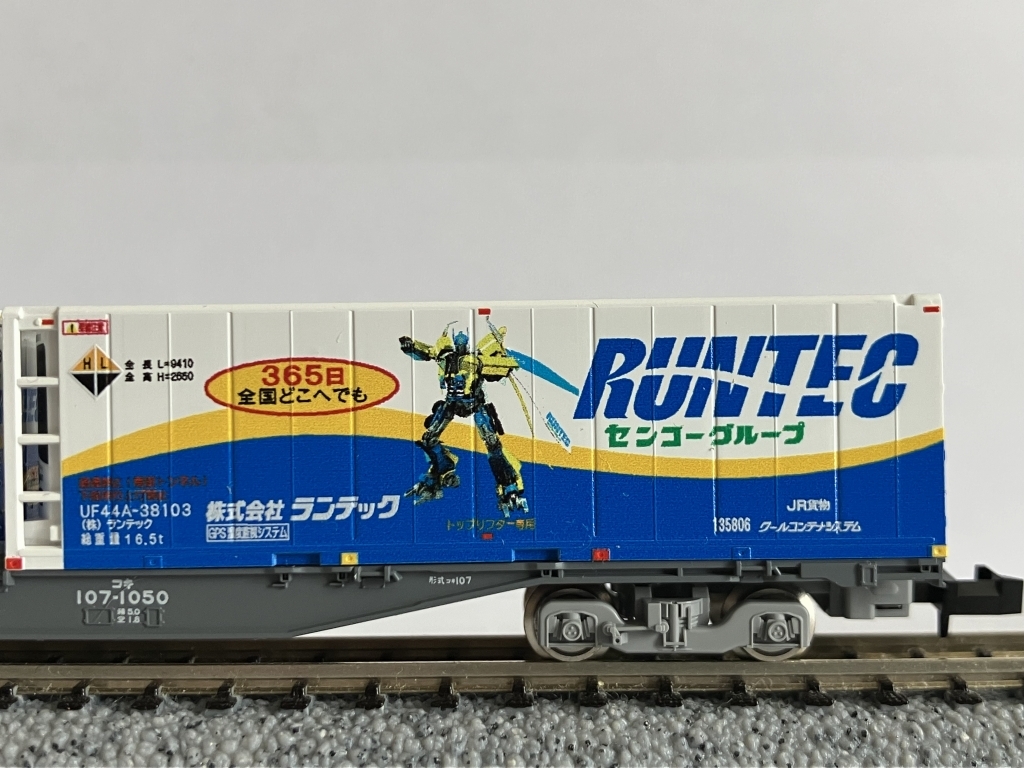 H L
全長 L=9410
全高 H=2650
365日
全国どこへでも
RUNTEC
センコーグループ
UF44A-38103
(株) ランテック
総重量 16.5t
株式会社 ランテック
GPS温度管理システム
トップリフター専用
JR貨物
135806
クールコンテナシステム
コキ
107-1050
形式 コキ107